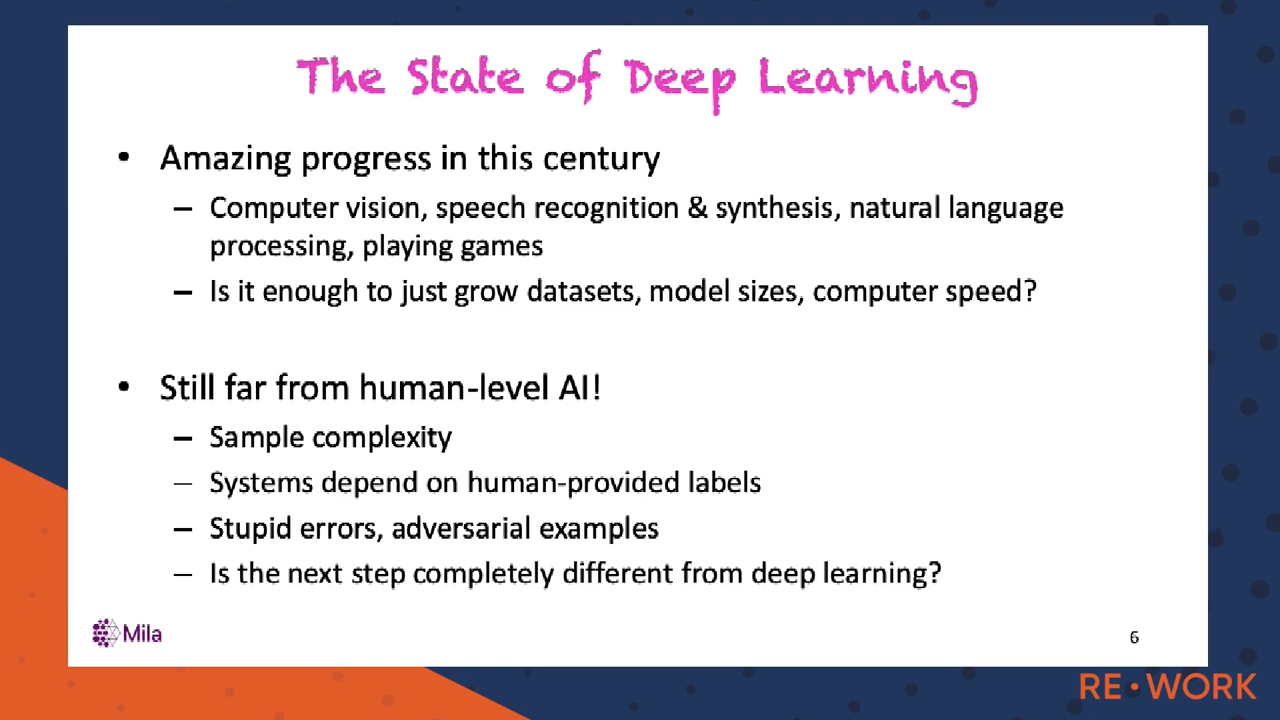 The State of Deep Learning
• Amazing progress in this century
– Computer vision, speech recognition & synthesis, natural language
processing, playing games
– Is it enough to just grow datasets, model sizes, computer speed?
• Still far from human-level AI!
– Sample complexity
– Systems depend on human-provided labels
– Stupid errors, adversarial examples
– Is the next step completely different from deep learning?
Mila
6
RE•WORK